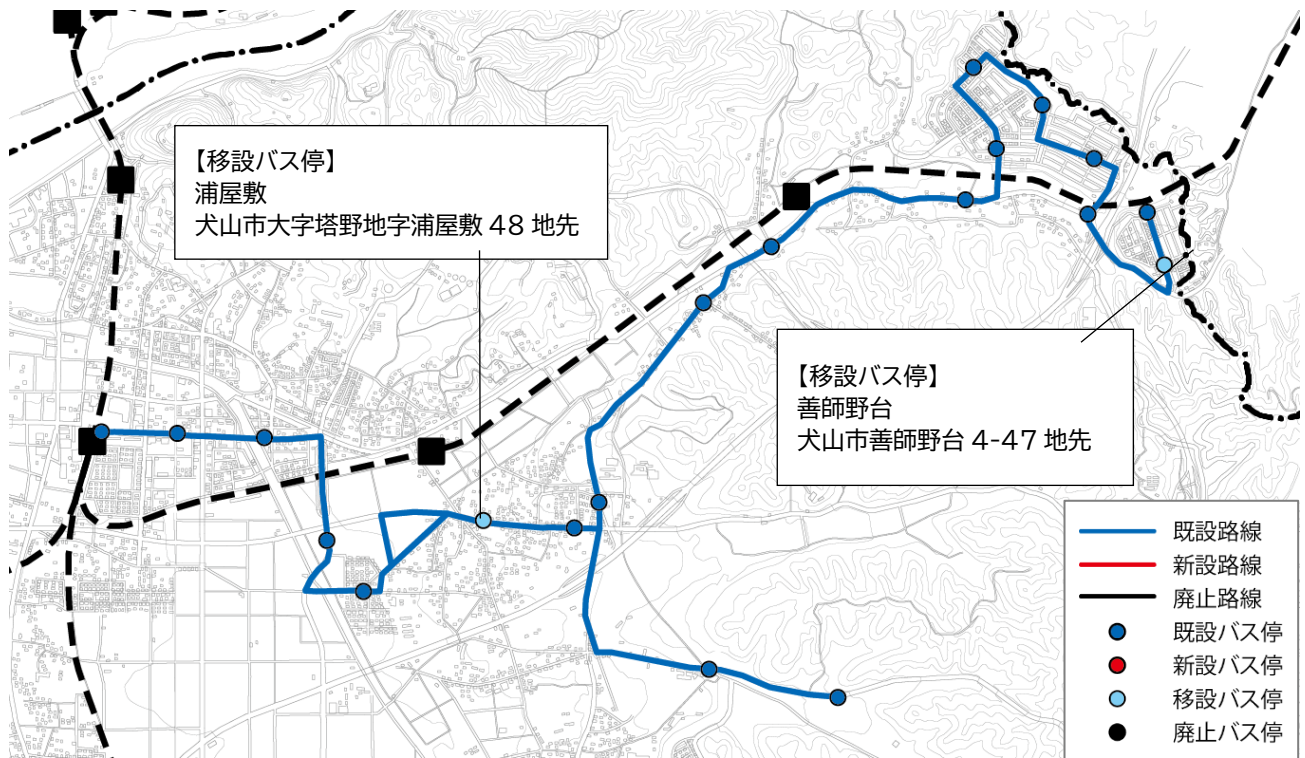 【移設バス停】
浦屋敷
犬山市大字塔野地字浦屋敷 48 地先
【移設バス停】
善師野台
犬山市善師野台 4-47 地先
既設路線
新設路線
廃止路線
既設バス停
新設バス停
移設バス停
廃止バス停